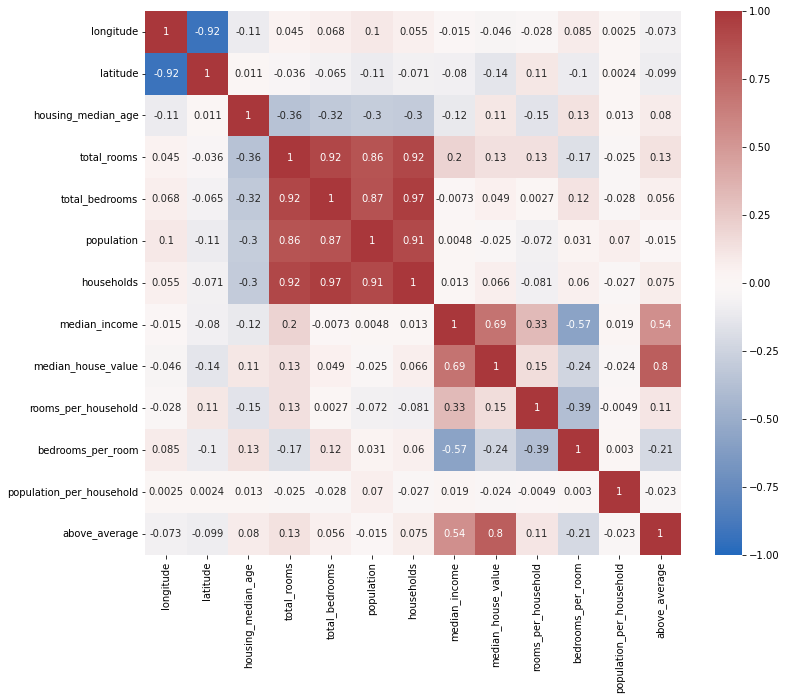 longitude 1 -0.92 -0.11 0.045 0.068 0.1 0.055 -0.015 -0.046 -0.028 0.085 0.0025 -0.073
latitude -0.92 1 0.011 -0.036 -0.065 -0.11 -0.071 -0.08 -0.14 0.11 -0.1 0.0024 -0.099
housing_median_age -0.11 0.011 1 -0.36 -0.32 -0.3 -0.3 -0.12 0.11 -0.15 0.13 0.013 0.08
total_rooms 0.045 -0.036 -0.36 1 0.92 0.86 0.92 0.2 0.13 0.13 -0.17 -0.025 0.13
total_bedrooms 0.068 -0.065 -0.32 0.92 1 0.87 0.97 -0.0073 0.049 0.0027 0.12 -0.028 0.056
population 0.1 -0.11 -0.3 0.86 0.87 1 0.91 0.0048 -0.025 -0.072 0.031 0.07 -0.015
households 0.055 -0.071 -0.3 0.92 0.97 0.91 1 0.013 0.066 -0.081 0.06 -0.027 0.075
median_income -0.015 -0.08 -0.12 0.2 -0.0073 0.0048 0.013 1 0.69 0.33 -0.57 0.019 0.54
median_house_value -0.046 -0.14 0.11 0.13 0.049 -0.025 0.066 0.69 1 0.15 -0.24 -0.024 0.8
rooms_per_household -0.028 0.11 -0.15 0.13 0.0027 -0.072 -0.081 0.33 0.15 1 -0.39 -0.0049 0.11
bedrooms_per_room 0.085 -0.1 0.13 -0.17 0.12 0.031 0.06 -0.57 -0.24 -0.39 1 0.003 -0.21
population_per_household 0.0025 0.0024 0.013 -0.025 -0.028 0.07 -0.027 0.019 -0.024 -0.0049 0.003 1 -0.023
above_average -0.073 -0.099 0.08 0.13 0.056 -0.015 0.075 0.54 0.8 0.11 -0.21 -0.023 1
longitude
latitude
housing_median_age
total_rooms
total_bedrooms
population
households
median_income
median_house_value
rooms_per_household
bedrooms_per_room
population_per_household
above_average
1.00
0.75
0.50
0.25
0.00
−0.25
−0.50
−0.75
−1.00